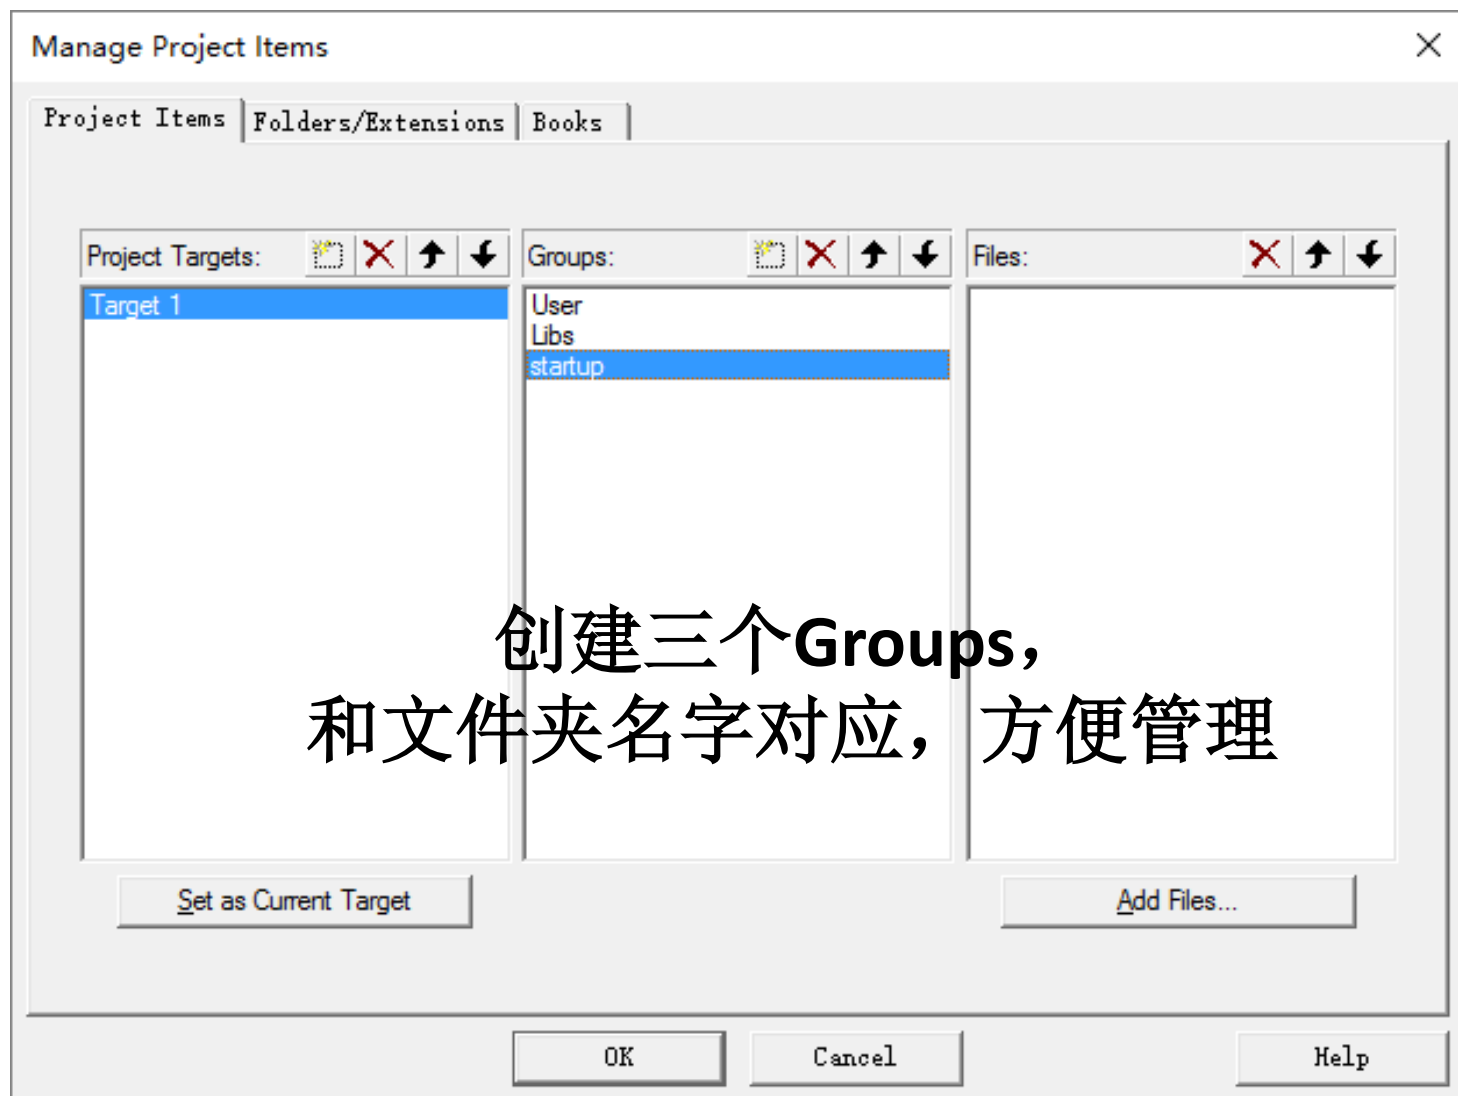 Manage Project Items
Project Items Folders/Extensions Books
Project Targets: Groups: Files:
Target 1
User
Libs
startup
创建三个Groups，
和文件夹名字对应，方便管理
Set as Current Target Add Files...
OK Cancel Help